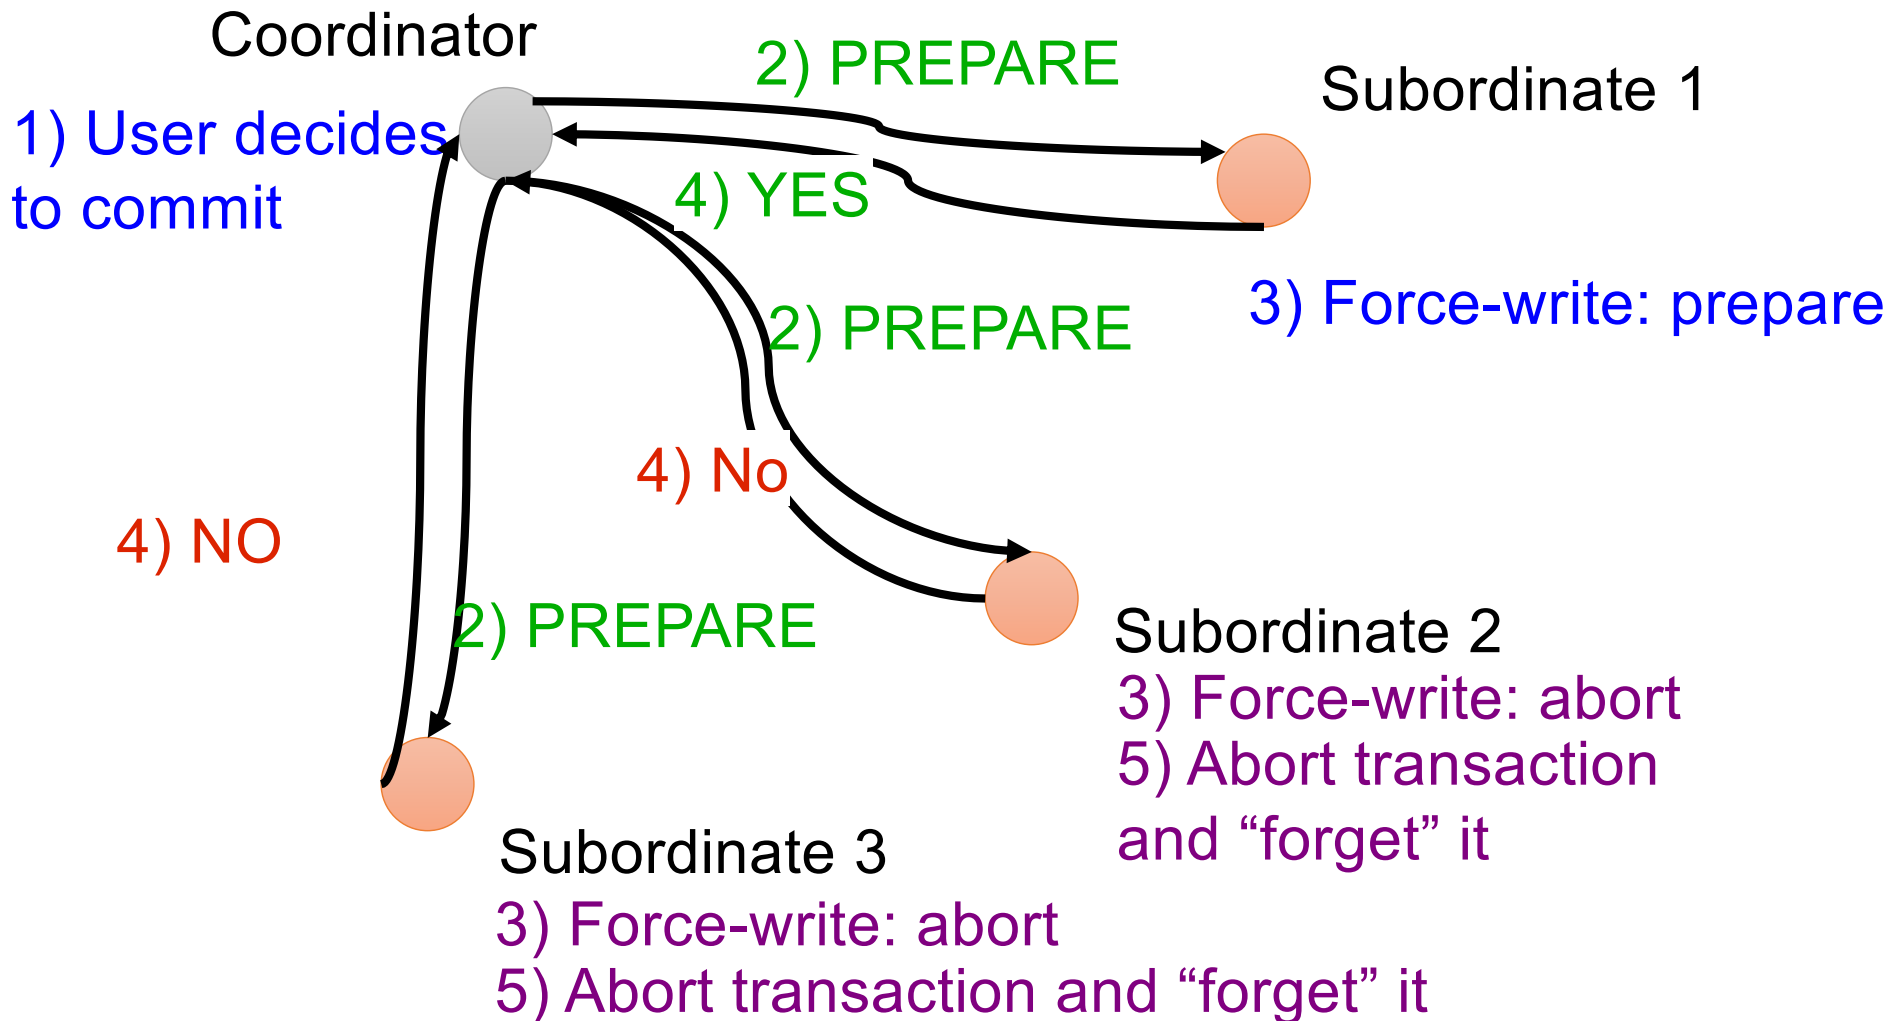 Coordinator
2) PREPARE
Subordinate 1
1) User decides
to commit
4) YES
3) Force-write: prepare
2) PREPARE
4) No
4) NO
2) PREPARE
Subordinate 2
3) Force-write: abort
5) Abort transaction
and “forget” it
Subordinate 3
3) Force-write: abort
5) Abort transaction and “forget” it